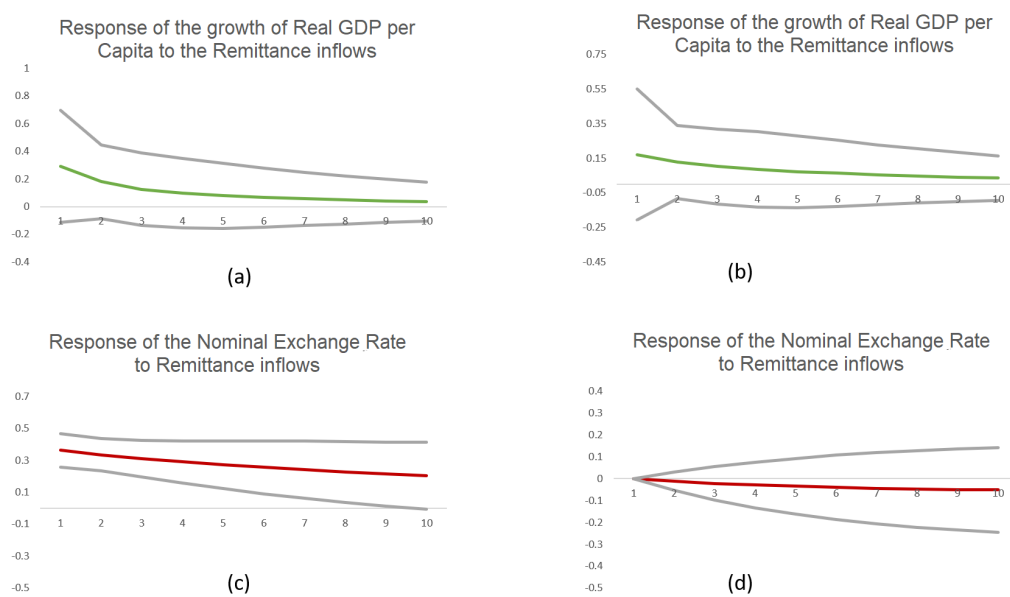 Response of the growth of Real GDP per
Capita to the Remittance inflows
1
0.8
0.6
0.4
0.2
0
-0.2
-0.4
1 2 3 4 5 6 7 8 9 10
(a)
Response of the growth of Real GDP per
Capita to the Remittance inflows
0.75
0.55
0.35
0.15
-0.05
-0.25
-0.45
1 2 3 4 5 6 7 8 9 10
(b)
Response of the Nominal Exchange Rate
to Remittance inflows
0.7
0.5
0.3
0.1
-0.1
-0.3
-0.5
1 2 3 4 5 6 7 8 9 10
(c)
Response of the Nominal Exchange Rate
to Remittance inflows
0.4
0.3
0.2
0.1
0
-0.1
-0.2
-0.3
-0.4
-0.5
1 2 3 4 5 6 7 8 9 10
(d)